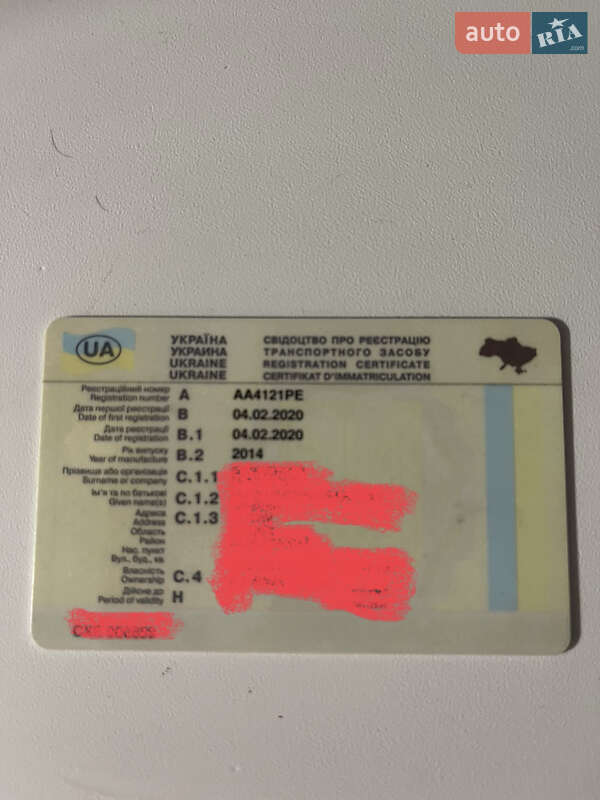 auto RIA .com
UA
УКРАЇНА СВІДОЦТВО ПРО РЕЄСТРАЦІЮ
УКРАИНА ТРАНСПОРТНОГО ЗАСОБУ
UKRAINE REGISTRATION CERTIFICATE
UKRAINE CERTIFIKAT D'IMMATRICULATION
Реєстраційний номер
Registration number A AA4121PE
Дата першої реєстрації
Date of first registration B 04.02.2020
Дата реєстрації
Date of registration B.1 04.02.2020
Рік випуску
Year of manufacture B.2 2014
Прізвище або організація
Surname or company C.1.1
Ім'я та по батькові
Given name(s) C.1.2
Адреса
Address C.1.3
Область
Район
Нас. пункт
Вул., буд., кв.
Власність
Ownership C.4
Дійсне до
Period of validity H